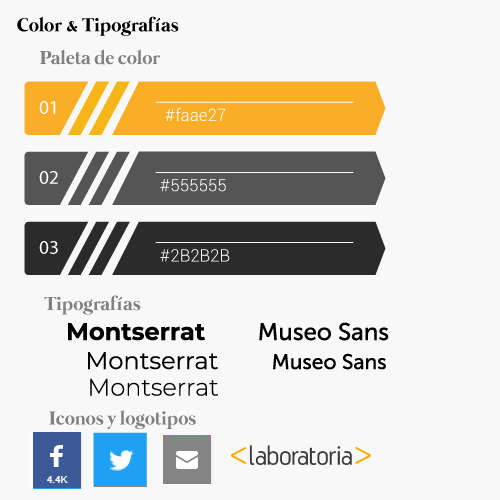 Color & Tipografías
Paleta de color
01
#faae27
02
#555555
03
#2B2B2B
Tipografías
Montserrat Museo Sans
Montserrat Museo Sans
Montserrat
Iconos y logotipos
f
4.4K
<laboratoria>